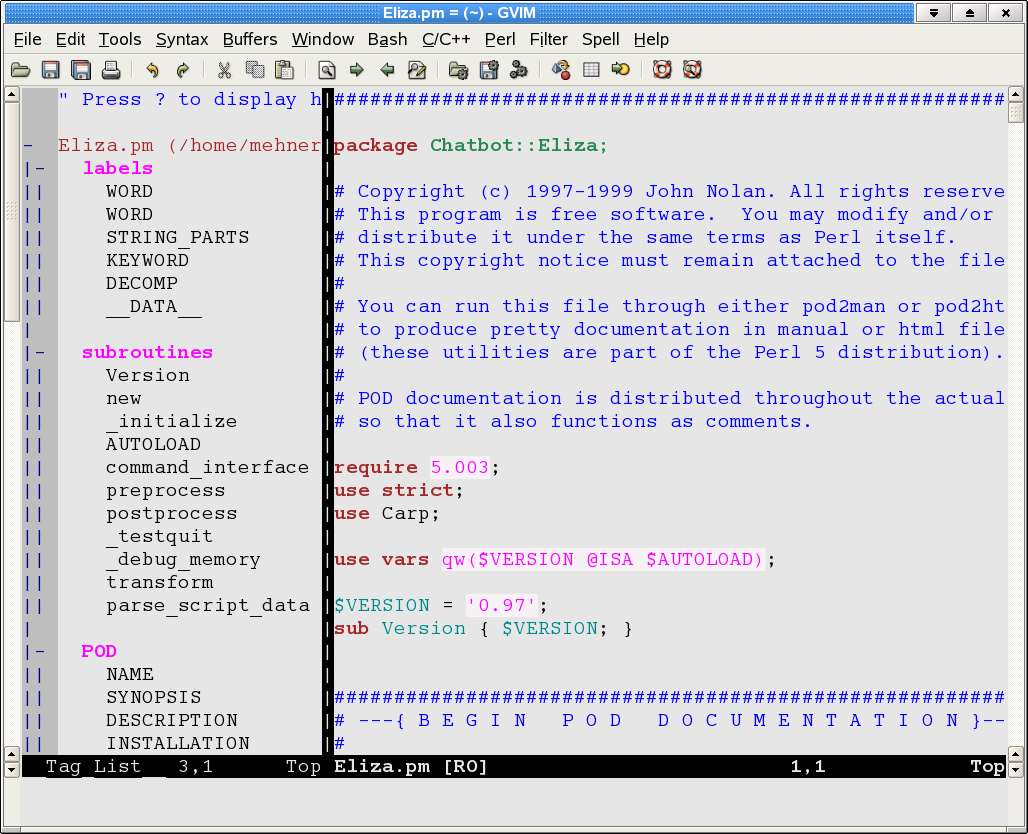 Eliza.pm = (~) - GVIM
File Edit Tools Syntax Buffers Window Bash C/C++ Perl Filter Spell Help
" Press ? to display h
- Eliza.pm (/home/mehner
|- labels
|| WORD
|| WORD
|| STRING_PARTS
|| KEYWORD
|| DECOMP
|| __DATA__
|
|- subroutines
|| Version
|| new
|| _initialize
|| AUTOLOAD
|| command_interface
|| preprocess
|| postprocess
|| _testquit
|| _debug_memory
|| transform
|| parse_script_data
|
|- POD
|| NAME
|| SYNOPSIS
|| DESCRIPTION
|| INSTALLATION
Tag_List__ 3,1 Top
########################################################
package Chatbot::Eliza;
# Copyright (c) 1997-1999 John Nolan. All rights reserve
# This program is free software.  You may modify and/or
# distribute it under the same terms as Perl itself.
# This copyright notice must remain attached to the file
#
# You can run this file through either pod2man or pod2ht
# to produce pretty documentation in manual or html file
# (these utilities are part of the Perl 5 distribution).
#
# POD documentation is distributed throughout the actual
# so that it also functions as comments.
require 5.003;
use strict;
use Carp;
use vars qw($VERSION @ISA $AUTOLOAD);
$VERSION = '0.97';
sub Version { $VERSION; }
########################################################
# ---{ B E G I N   P O D   D O C U M E N T A T I O N }--
#
Eliza.pm [RO] 1,1 Top